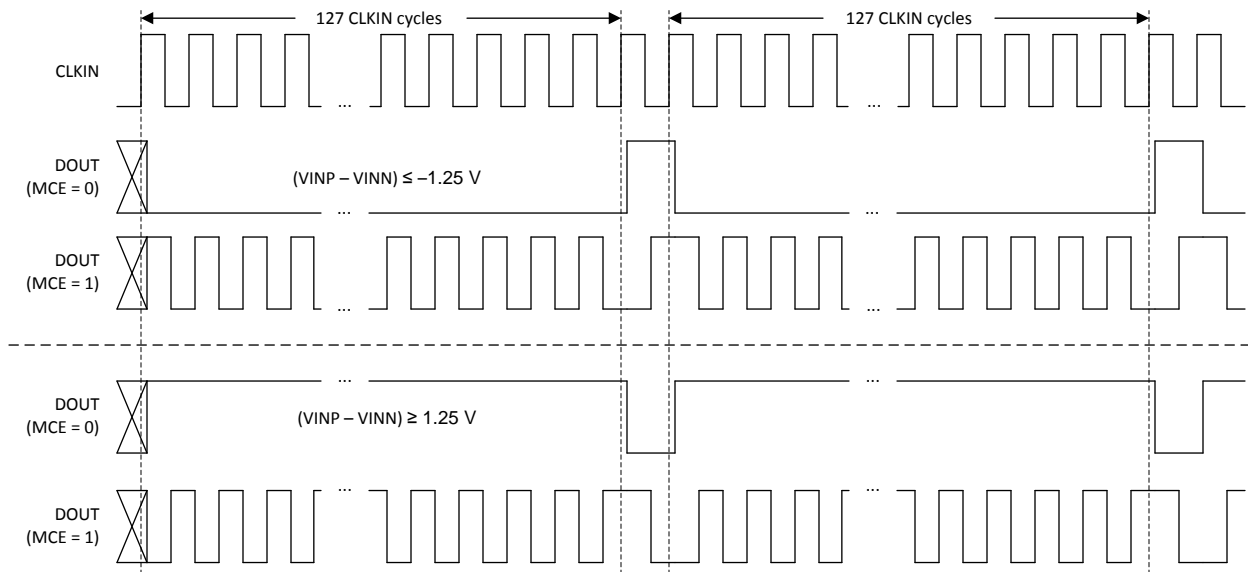 127 CLKIN cycles 127 CLKIN cycles
CLKIN
... ...
DOUT
(MCE = 0)
(VINP – VINN) ≤ –1.25 V
... ...
DOUT
(MCE = 1)
... ...
DOUT
(MCE = 0)
... ...
(VINP – VINN) ≥ 1.25 V
DOUT
(MCE = 1)
... ...